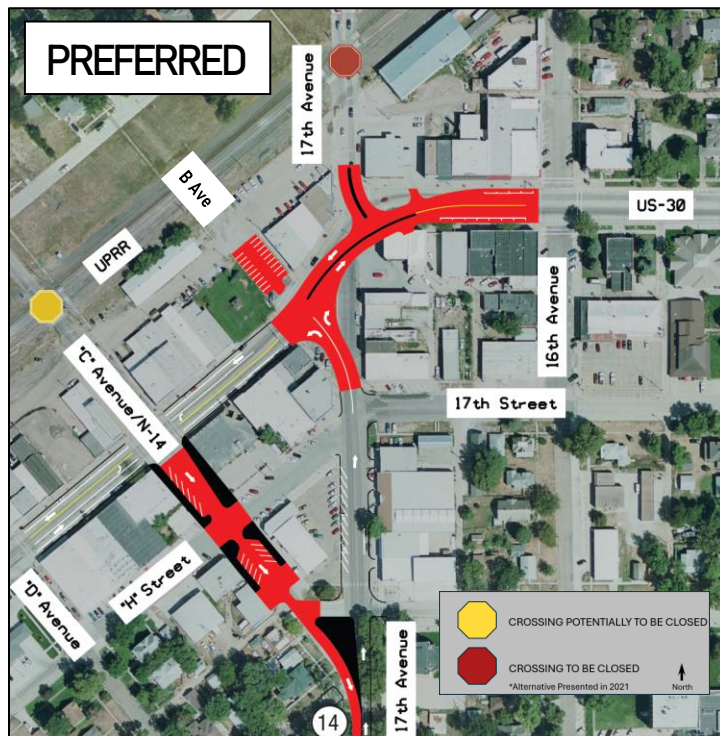 PREFERRED
17th Avenue
B Ave
UPRR
US-30
"C" Avenue/N-14
16th Avenue
17th Street
"H" Street
"D" Avenue
17th Avenue
14
CROSSING POTENTIALLY TO BE CLOSED
CROSSING TO BE CLOSED
*Alternative Presented in 2021
North